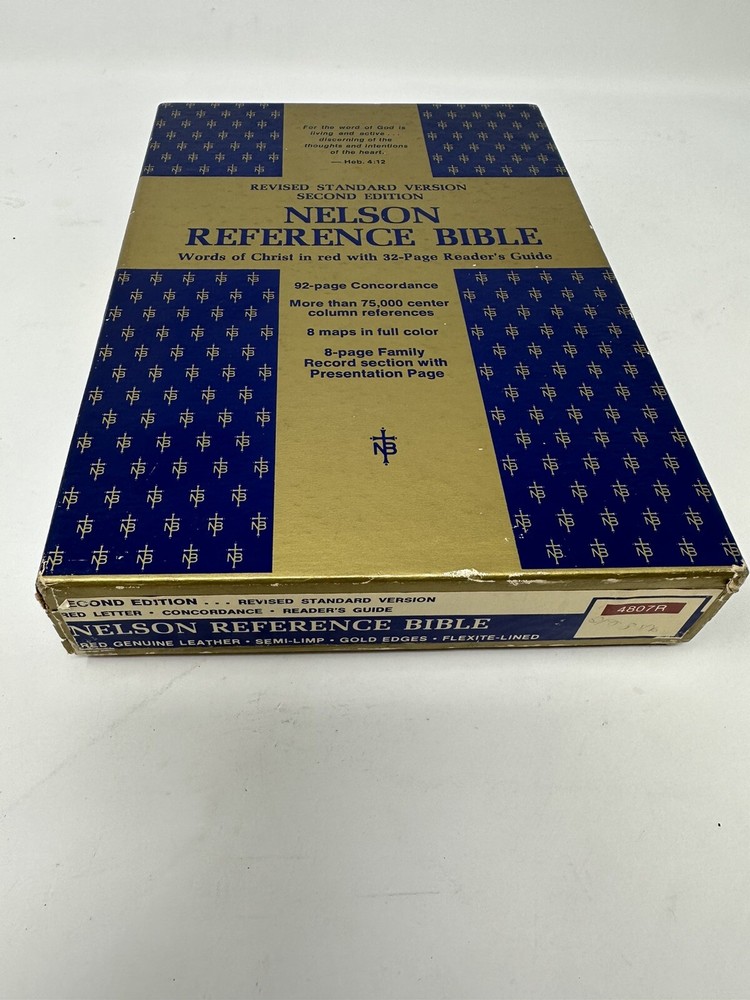 For the word of God is
living and active . . .
discerning of the
thoughts and intentions
of the heart.
— Heb. 4:12
REVISED STANDARD VERSION
SECOND EDITION
NELSON
REFERENCE BIBLE
Words of Christ in red with 32-Page Reader's Guide
92-page Concordance
More than 75,000 center
column references
8 maps in full color
8-page Family
Record section with
Presentation Page
NB
ECOND EDITION . . . REVISED STANDARD VERSION
RED LETTER • CONCORDANCE • READER'S GUIDE
NELSON REFERENCE BIBLE
RED GENUINE LEATHER • SEMI-LIMP • GOLD EDGES • FLEXITE-LINED
4807R